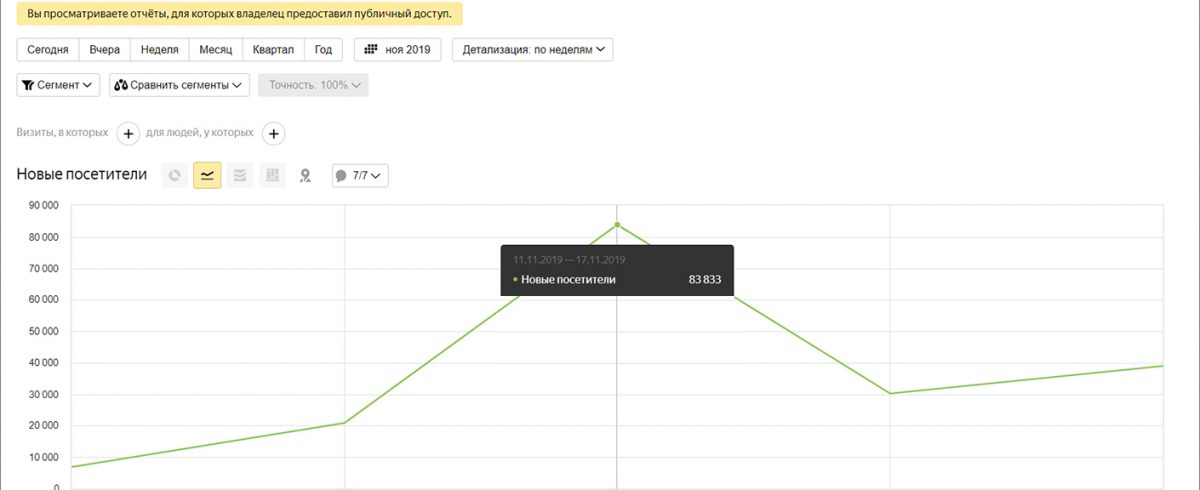 Вы просматриваете отчёты, для которых владелец предоставил публичный доступ.
Сегодня Вчера Неделя Месяц Квартал Год ноя 2019 Детализация: по неделям
Сегмент Сравнить сегменты Точность: 100%
Визиты, в которых + для людей, у которых +
Новые посетители 7/7
90 000
80 000
11.11.2019 — 17.11.2019
70 000
Новые посетители 83 833
60 000
50 000
40 000
30 000
20 000
10 000
0